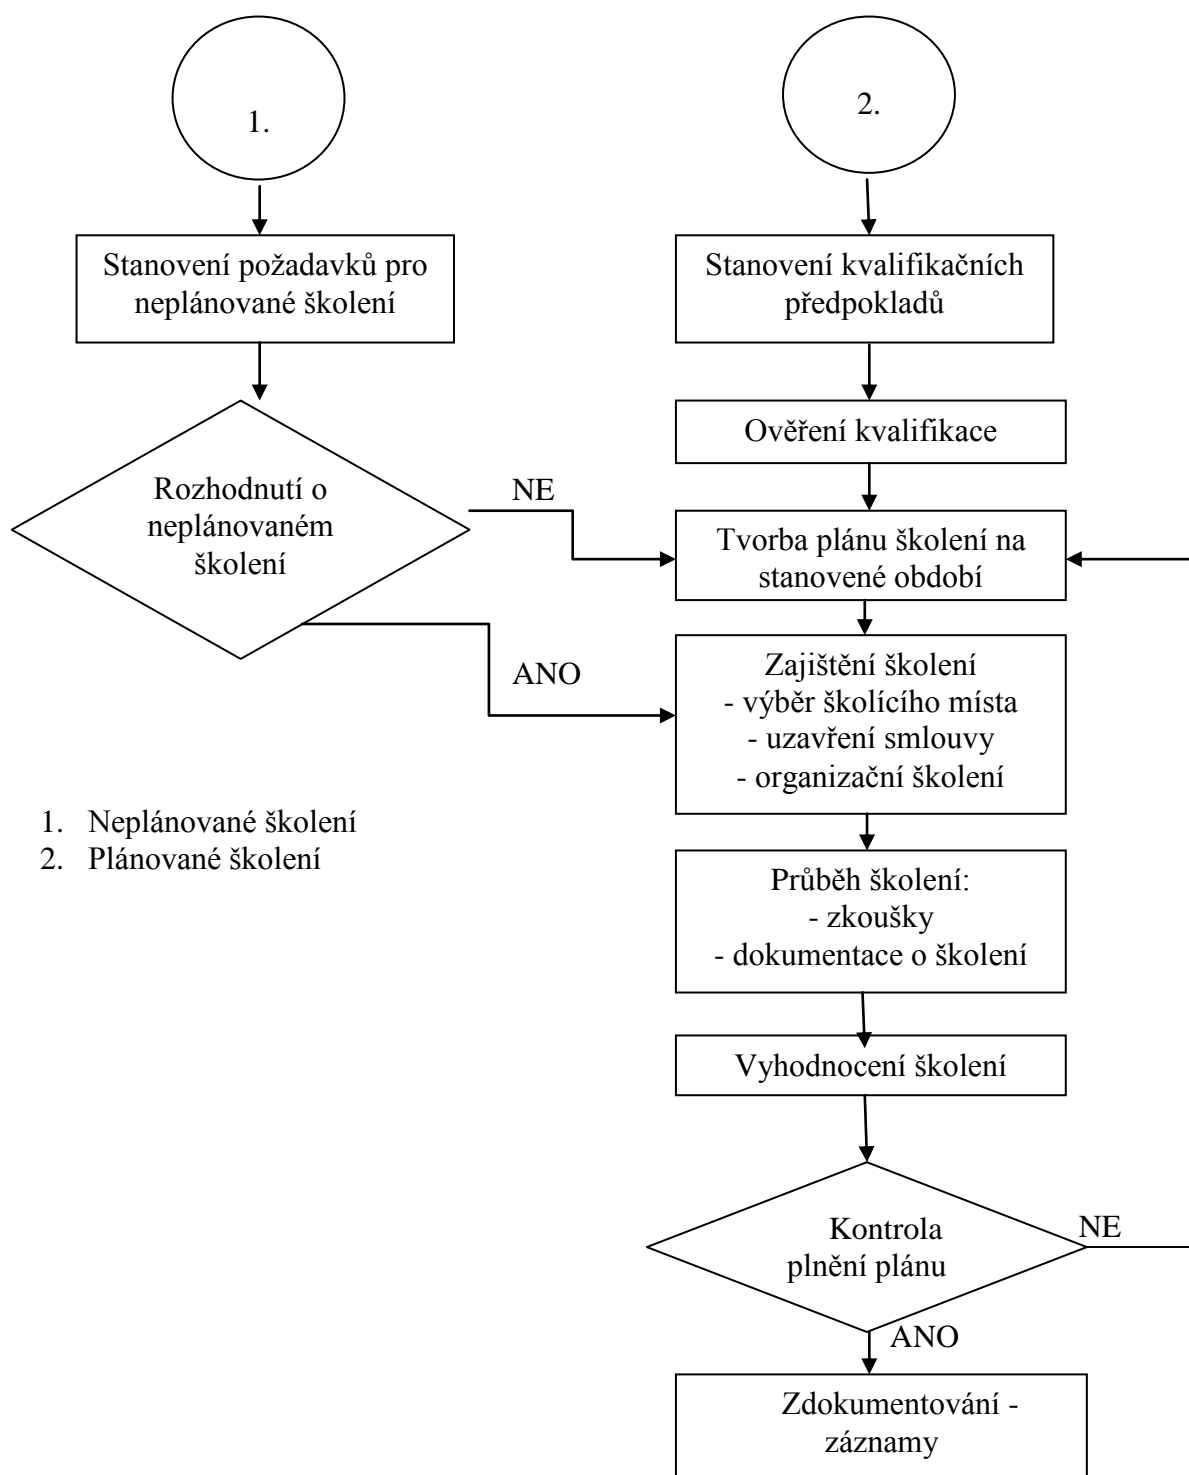 1.
2.
Stanovení požadavků pro
neplánované školení
Stanovení kvalifikačních
předpokladů
Ověření kvalifikace
Rozhodnutí o
neplánovaném
školení
NE
Tvorba plánu školení na
stanovené období
ANO
Zajištění školení
- výběr školícího místa
- uzavření smlouvy
- organizační školení
1. Neplánované školení
2. Plánované školení
Průběh školení:
- zkoušky
- dokumentace o školení
Vyhodnocení školení
Kontrola
plnění plánu
NE
ANO
Zdokumentování -
záznamy